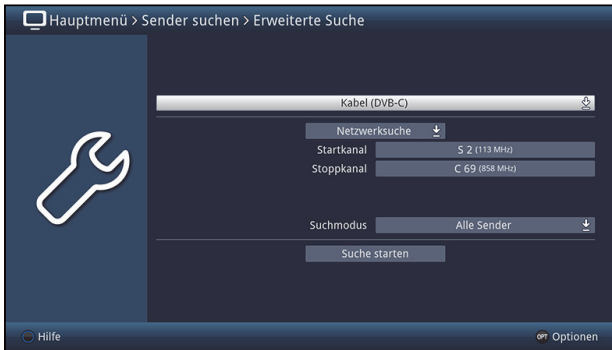 Hauptmenü > Sender suchen > Erweiterte Suche
Kabel (DVB-C)
Netzwerksuche
Startkanal S 2 (113 MHz)
Stoppkanal C 69 (858 MHz)
Suchmodus Alle Sender
Suche starten
Hilfe OPT Optionen